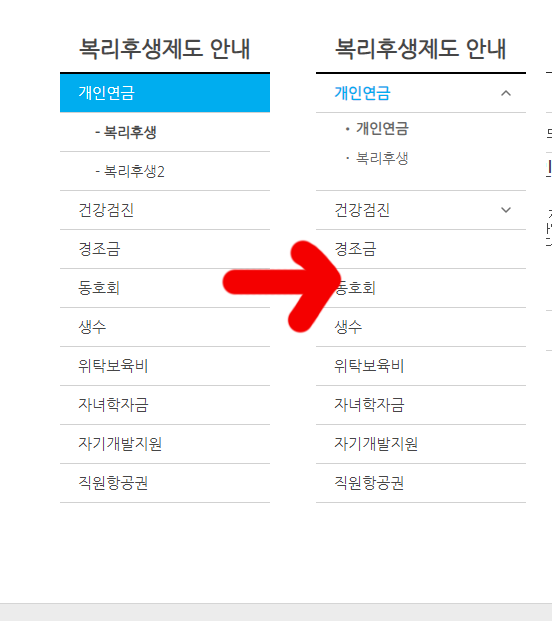 복리후생제도 안내
개인연금
- 복리후생
- 복리후생2
건강검진
경조금
동호회
생수
위탁보육비
자녀학자금
자기개발지원
직원항공권
복리후생제도 안내
개인연금
· 개인연금
· 복리후생
건강검진
경조금
동호회
생수
위탁보육비
자녀학자금
자기개발지원
직원항공권